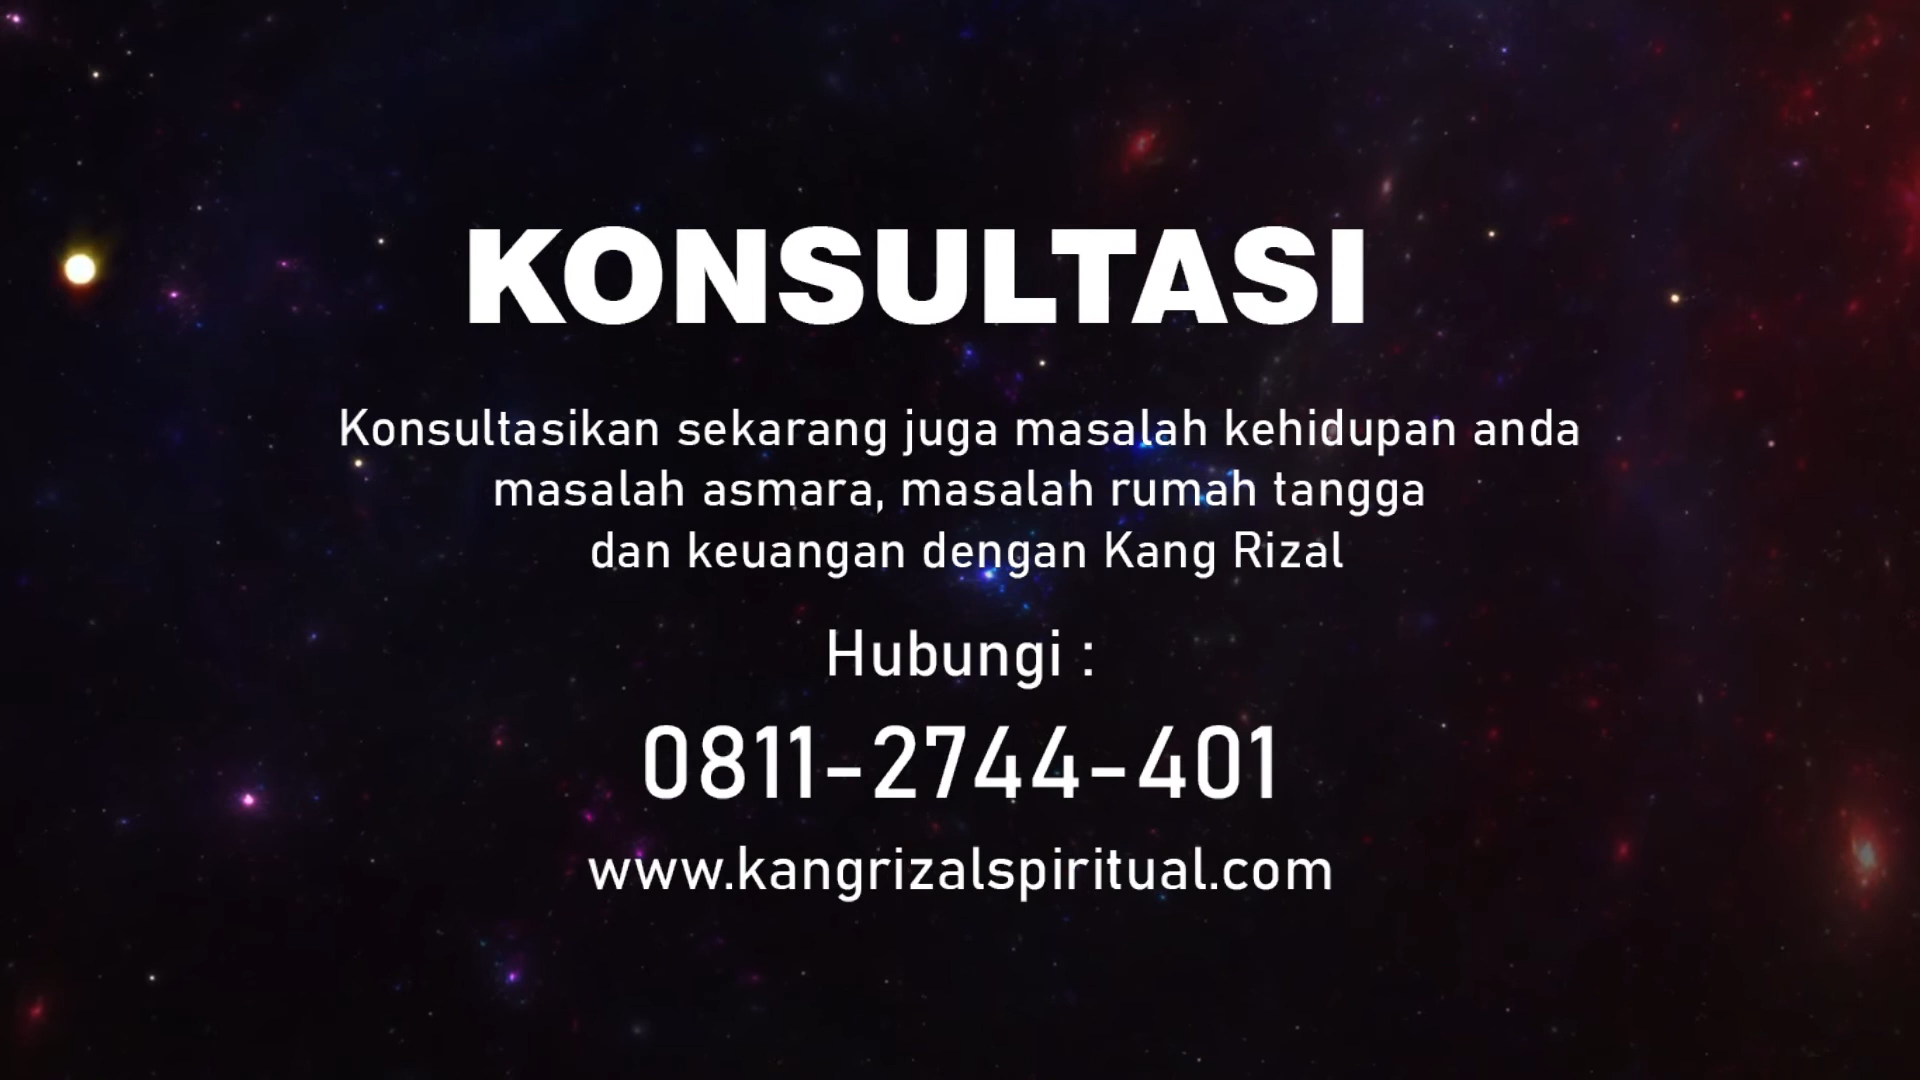 KONSULTASI
Konsultasikan sekarang juga masalah kehidupan anda
masalah asmara, masalah rumah tangga
dan keuangan dengan Kang Rizal
Hubungi :
0811-2744-401
www.kangrizalspiritual.com